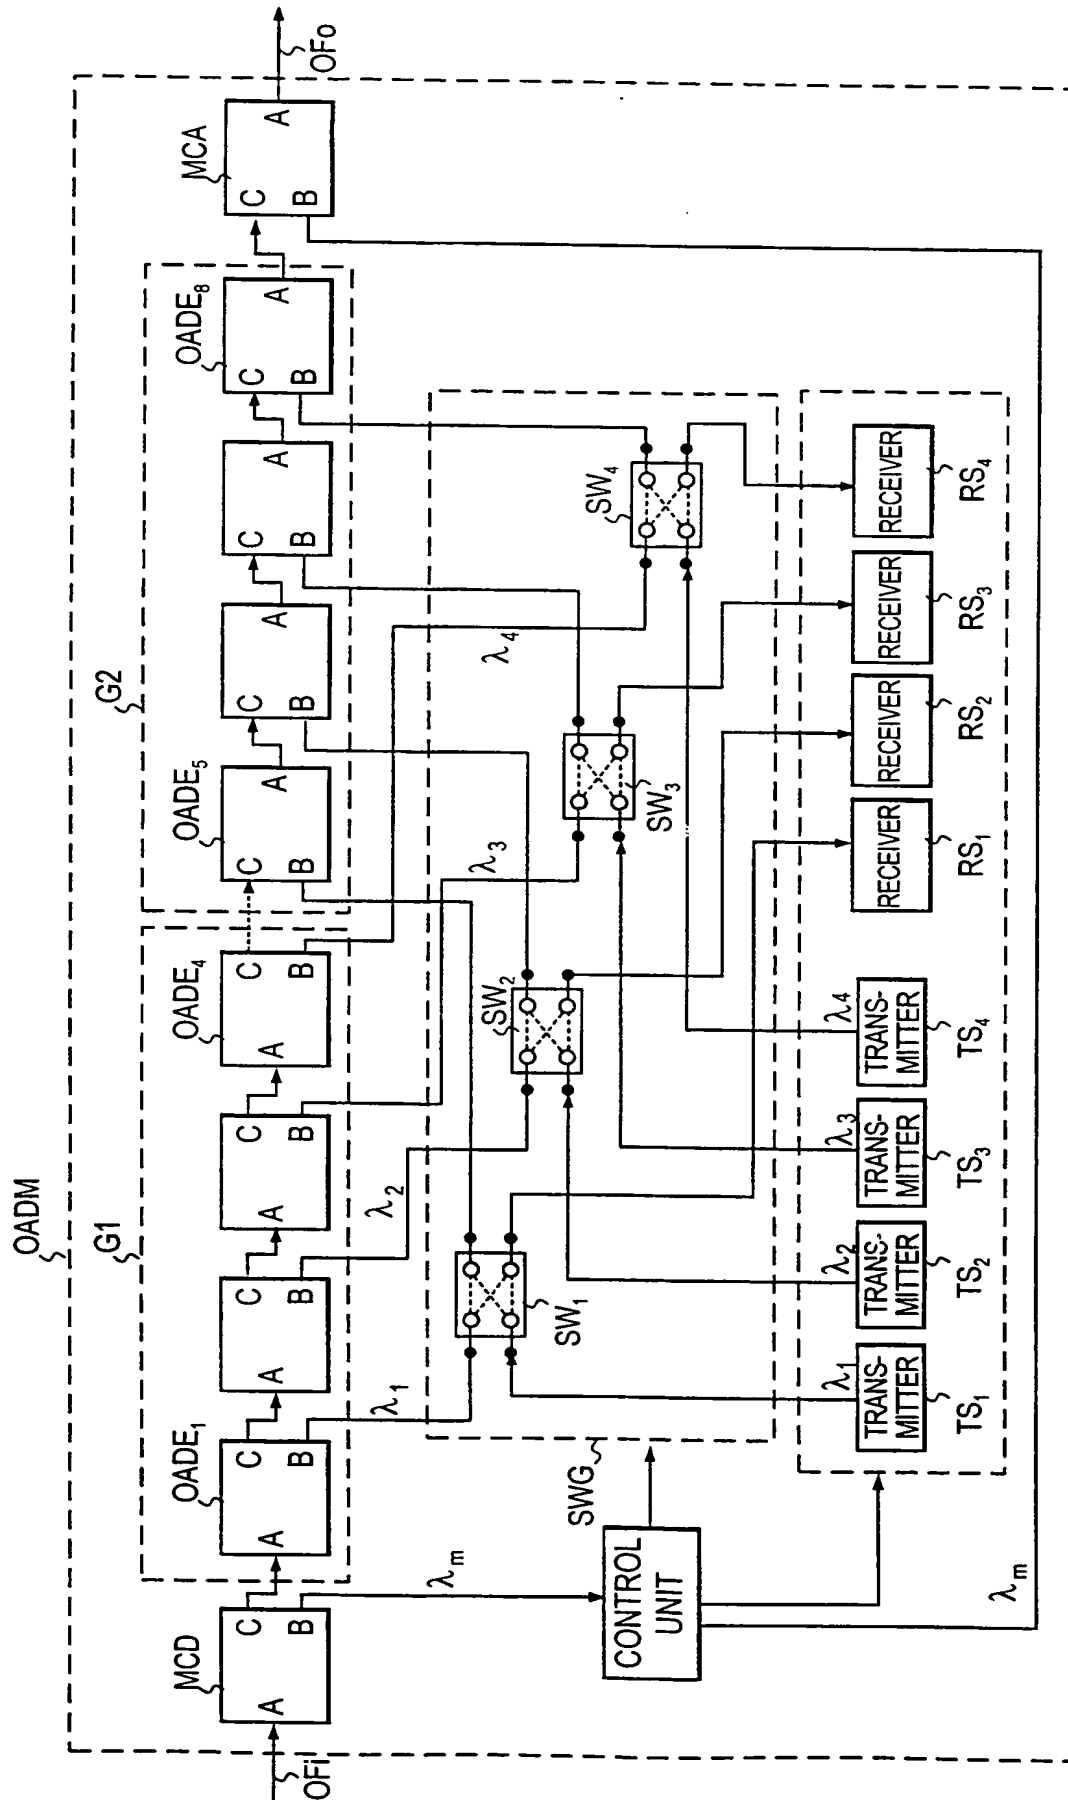 OADM
G1
G2
MCD
OADE1
OADE4
OADE5
OADE8
MCA
A C B
A C B
A C B
A C B
A C B
C B A
C B A
C B A
C B A
C B A
OFi
OFo
λm
λ1
λ2
λ3
λ4
SW1
SW2
SW3
SW4
SWG
CONTROL
UNIT
λm
λ1
TRANS-
MITTER
TS1
λ2
TRANS-
MITTER
TS2
λ3
TRANS-
MITTER
TS3
λ4
TRANS-
MITTER
TS4
RECEIVER
RS1
RECEIVER
RS2
RECEIVER
RS3
RECEIVER
RS4